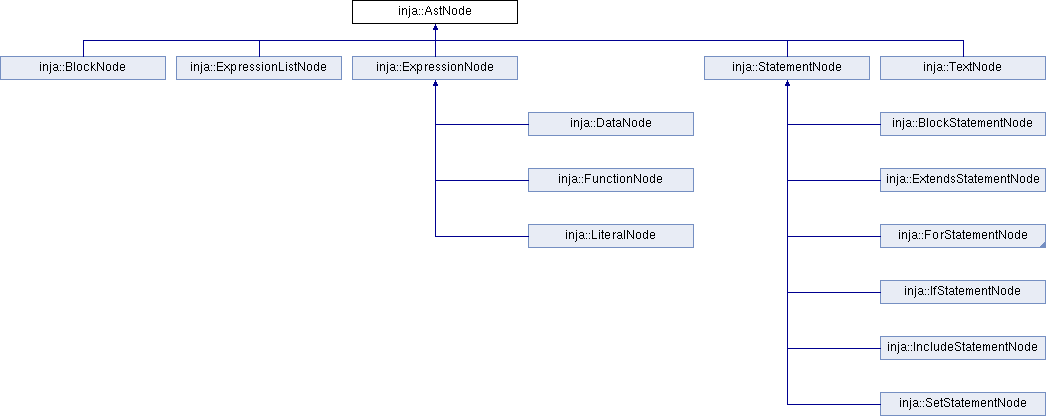 inja::AstNode
inja::BlockNode
inja::ExpressionListNode
inja::ExpressionNode
inja::StatementNode
inja::TextNode
inja::DataNode
inja::BlockStatementNode
inja::FunctionNode
inja::ExtendsStatementNode
inja::LiteralNode
inja::ForStatementNode
inja::IfStatementNode
inja::IncludeStatementNode
inja::SetStatementNode